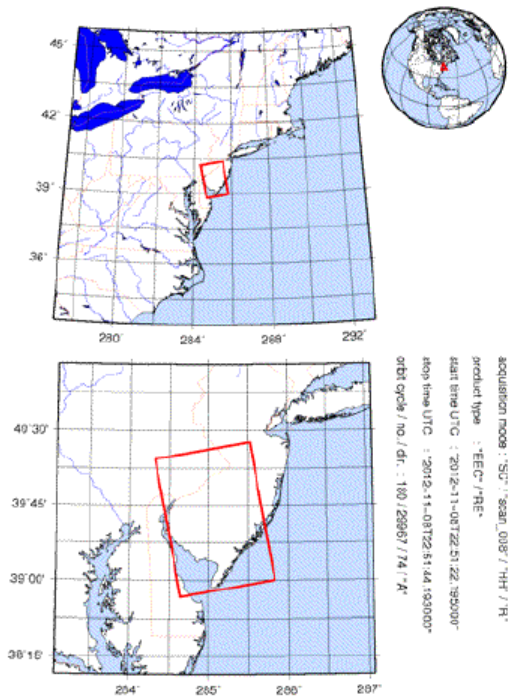 45°
42°
39°
36°
280° 284° 288° 292°
acquisition mode : "SC" / "scan_008" / "HH" / "R"
product type : "EEC" / "RE"
start time UTC : "2012-11-08T22:51:22.195000"
stop time UTC : "2012-11-08T22:51:44.193000"
orbit cycle / no. / dir. : 180 / 29967 / 74 / "A"
40°30'
39°45'
39°00'
38°15'
284° 285° 286° 287°